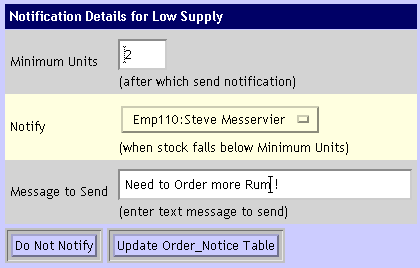 Notification Details for Low Supply
Minimum Units 2
(after which send notification)
Notify Emp110:Steve Messervier
(when stock falls below Minimum Units)
Message to Send Need to Order more Rum!
(enter text message to send)
Do Not Notify Update Order_Notice Table